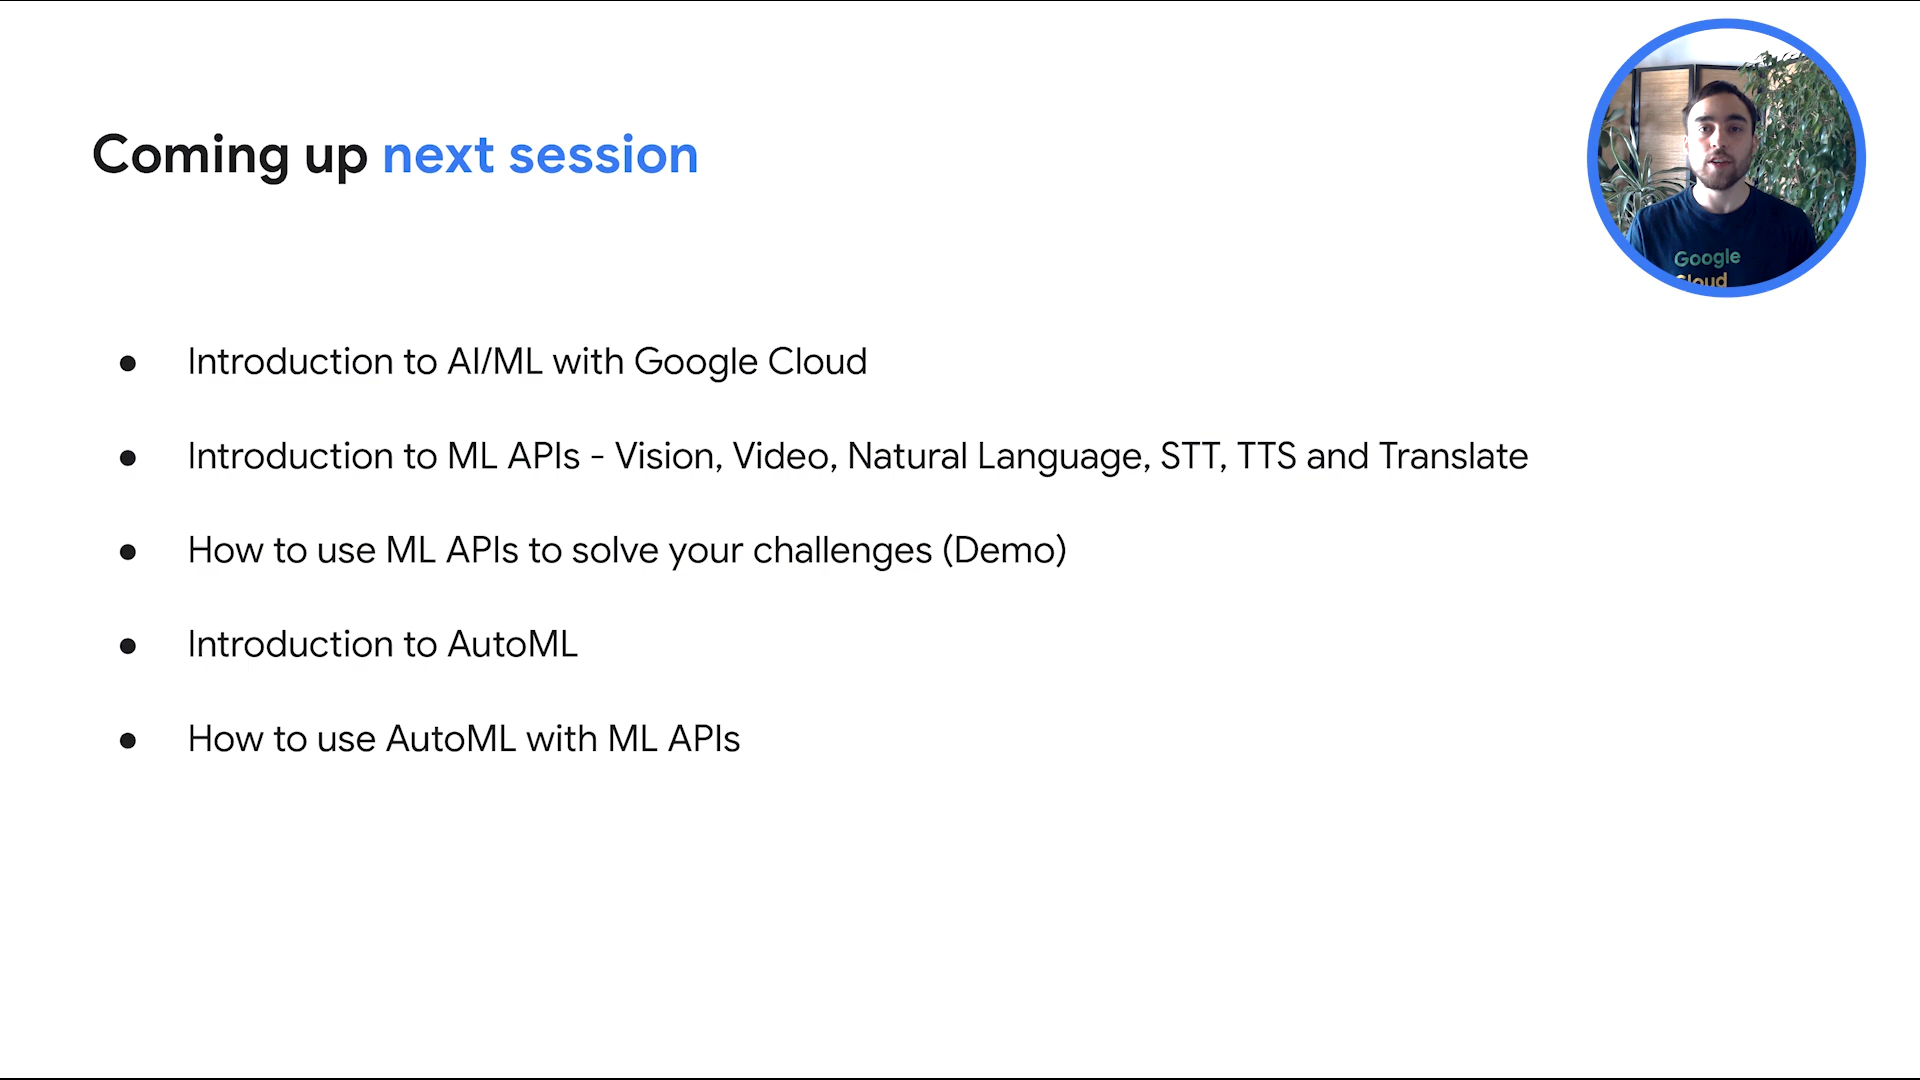 Coming up next session
Google
Cloud
● Introduction to AI/ML with Google Cloud
● Introduction to ML APIs - Vision, Video, Natural Language, STT, TTS and Translate
● How to use ML APIs to solve your challenges (Demo)
● Introduction to AutoML
● How to use AutoML with ML APIs